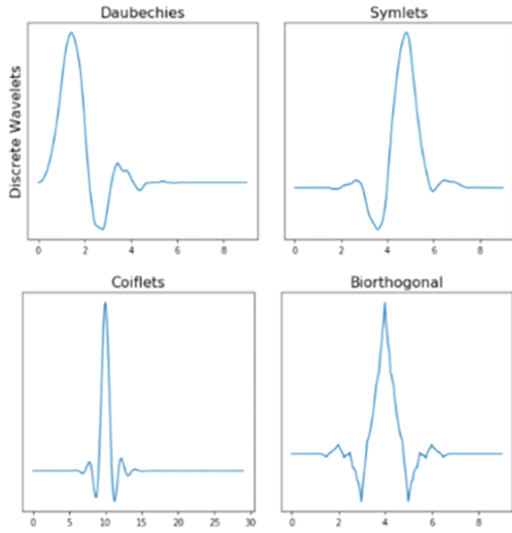 Daubechies
Symlets
Discrete Wavelets
0 2 4 6 8
0 2 4 6 8
Coiflets
Biorthogonal
0 5 10 15 20 25 30
0 2 4 6 8